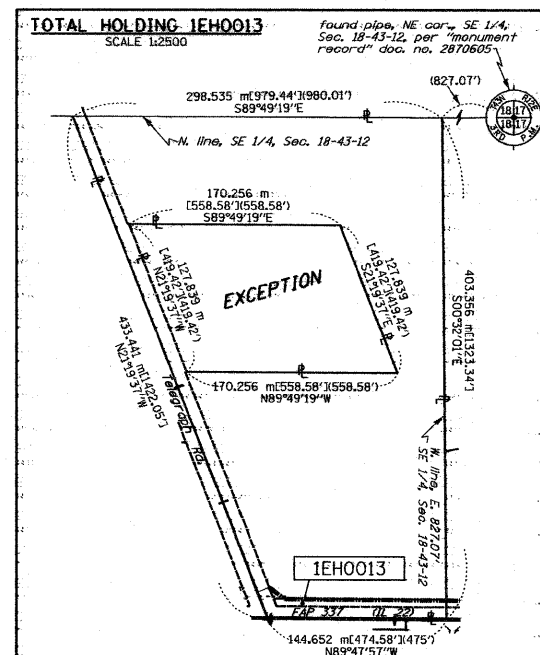 TOTAL HOLDING 1EH0013
SCALE 1:2500
found pipe, NE cor., SE 1/4,
Sec. 18-43-12, per "monument
record" doc. no. 2870605
(827.07')
298.535 m[979.44'](980.01')
S89°49'19"E
N. line, SE 1/4, Sec. 18-43-12
18 17
18 17
3RD P.M.
170.256 m
[558.58'](558.58')
S89°49'19"E
127.839 m
[419.42'](419.42')
N21°19'37"W
EXCEPTION
127.839 m
[419.42'](419.42')
S21°19'37"E
403.356 m[1323.34']
S00°32'01"E
433.441 m[1422.05']
N21°19'37"W
Telegraph Rd.
170.256 m[558.58'](558.58')
N89°49'19"W
W. line, E. 827.07'
SE 1/4, Sec. 18-43-12
1EH0013
FAP 337 (IL 22)
144.652 m[474.58'](475')
N89°47'57"W